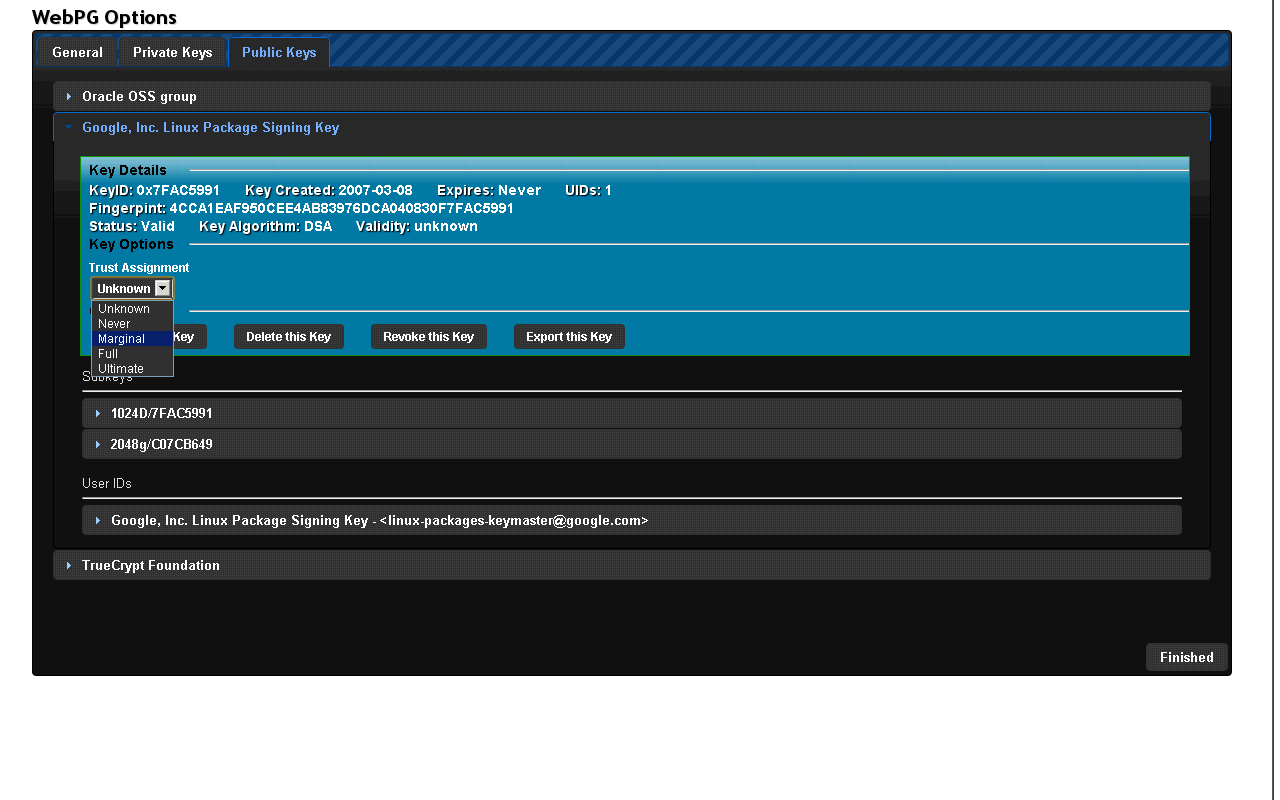 WebPG Options
General Private Keys Public Keys
Oracle OSS group
Google, Inc. Linux Package Signing Key
Key Details
KeyID: 0x7FAC5991 Key Created: 2007-03-08 Expires: Never UIDs: 1
Fingerpint: 4CCA1EAF950CEE4AB83976DCA040830F7FAC5991
Status: Valid Key Algorithm: DSA Validity: unknown
Key Options
Trust Assignment
Unknown
Unknown
Never
Marginal
Full
Ultimate
Key Delete this Key Revoke this Key Export this Key
Subkeys
1024D/7FAC5991
2048g/C07CB649
User IDs
Google, Inc. Linux Package Signing Key - <linux-packages-keymaster@google.com>
TrueCrypt Foundation
Finished